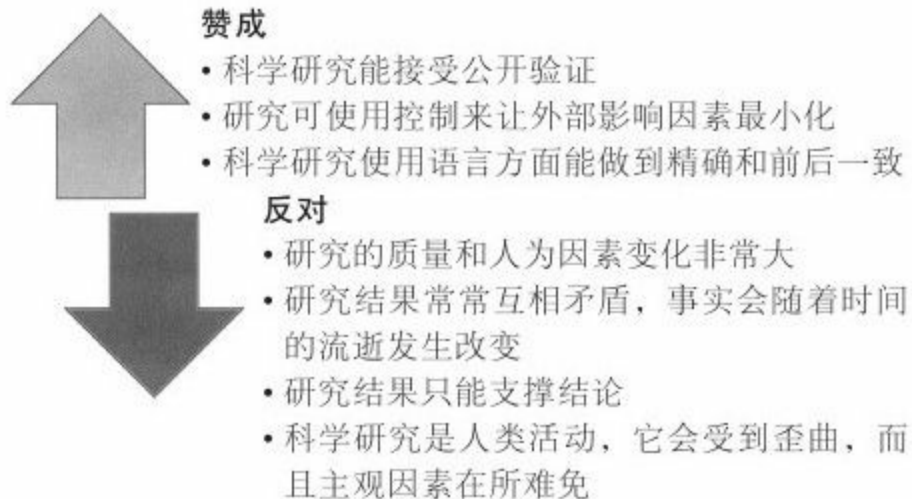 赞成
• 科学研究能接受公开验证
• 研究可使用控制来让外部影响因素最小化
• 科学研究使用语言方面能做到精确和前后一致
反对
• 研究的质量和人为因素变化非常大
• 研究结果常常互相矛盾，事实会随着时间
的流逝发生改变
• 研究结果只能支撑结论
• 科学研究是人类活动，它会受到歪曲，而
且主观因素在所难免